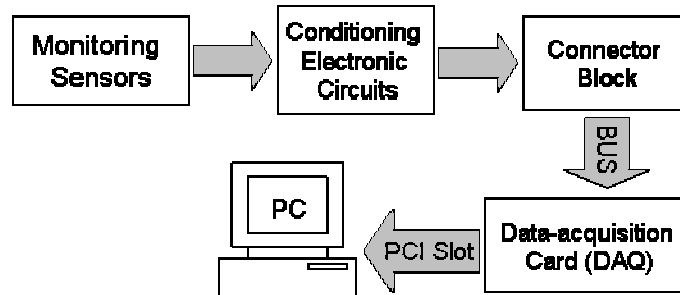 Monitoring
Sensors
Conditioning
Electronic
Circuits
Connector
Block
BUS
Data-acquisition
Card (DAQ)
PCI Slot
PC